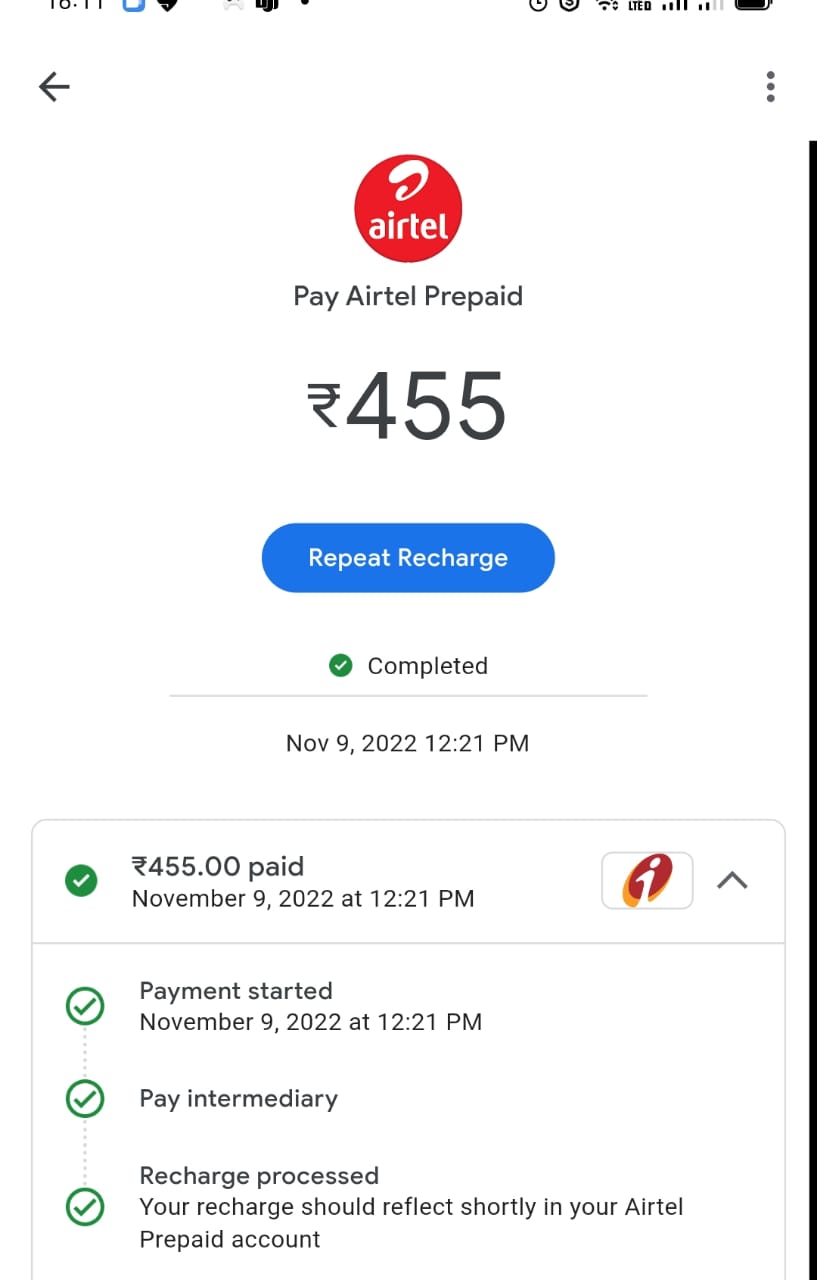 airtel
Pay Airtel Prepaid
₹455
Repeat Recharge
Completed
Nov 9, 2022 12:21 PM
₹455.00 paid
November 9, 2022 at 12:21 PM
Payment started
November 9, 2022 at 12:21 PM
Pay intermediary
Recharge processed
Your recharge should reflect shortly in your Airtel
Prepaid account